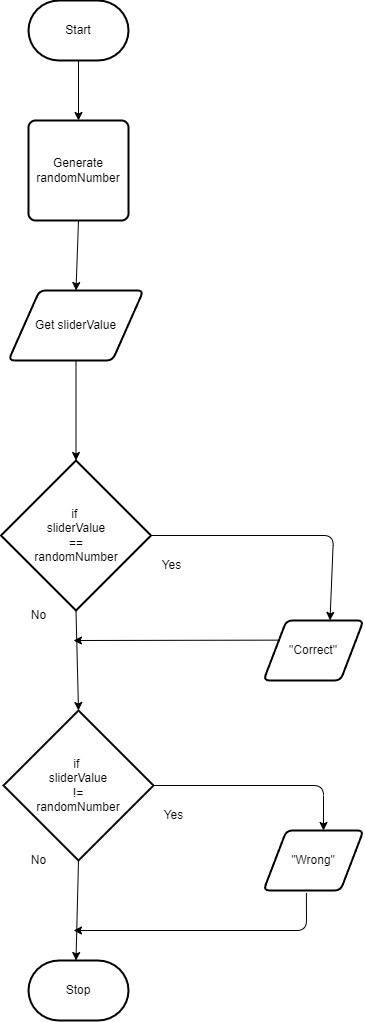 Start
Generate
randomNumber
Get sliderValue
if
sliderValue
==
randomNumber
Yes
No
"Correct"
if
sliderValue
!=
randomNumber
Yes
No
"Wrong"
Stop